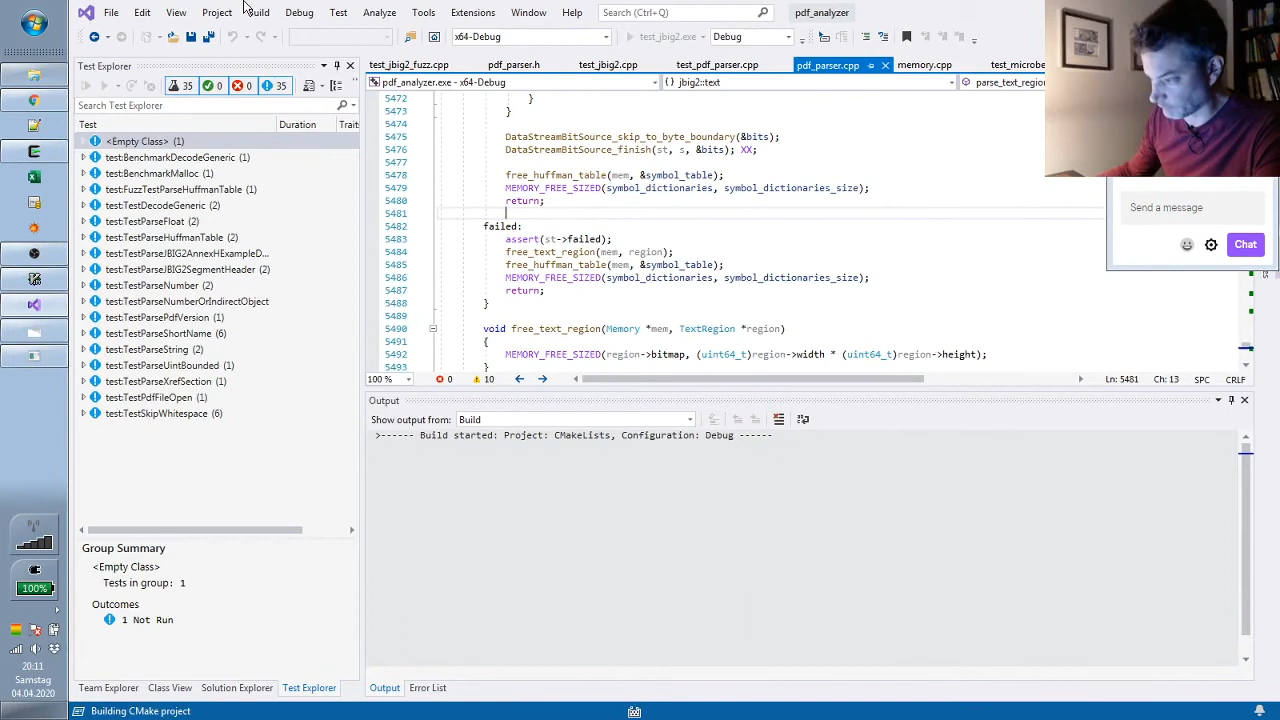 File Edit View Project Build Debug Test Analyze Tools Extensions Window Help Search (Ctrl+Q) pdf_analyzer
x64-Debug test_jbig2.exe Debug
Test Explorer
35 0 0 35
Search Test Explorer
Test Duration Traits
<Empty Class> (1)
test:BenchmarkDecodeGeneric (1)
test:BenchmarkMalloc (1)
test:FuzzTestParseHuffmanTable (1)
test:TestDecodeGeneric (2)
test:TestParseFloat (2)
test:TestParseHuffmanTable (2)
test:TestParseJBIG2AnnexHExampleD...
test:TestParseJBIG2SegmentHeader (2)
test:TestParseNumber (2)
test:TestParseNumberOrIndirectObject
test:TestParsePdfVersion (1)
test:TestParseShortName (6)
test:TestParseString (2)
test:TestParseUintBounded (1)
test:TestParseXrefSection (1)
test:TestPdfFileOpen (1)
test:TestSkipWhitespace (6)
Group Summary
<Empty Class>
Tests in group: 1
Outcomes
1 Not Run
Team Explorer Class View Solution Explorer Test Explorer
test_jbig2_fuzz.cpp pdf_parser.h test_jbig2.cpp test_pdf_parser.cpp pdf_parser.cpp memory.cpp test_microbe
pdf_analyzer.exe - x64-Debug {} jbig2::text parse_text_regio
5472 }
5473 }
5474
5475 DataStreamBitSource_skip_to_byte_boundary(&bits);
5476 DataStreamBitSource_finish(st, s, &bits); XX;
5477
5478 free_huffman_table(mem, &symbol_table);
5479 MEMORY_FREE_SIZED(symbol_dictionaries, symbol_dictionaries_size);
5480 return;
5481
5482 failed:
5483 assert(st->failed);
5484 free_text_region(mem, region);
5485 free_huffman_table(mem, &symbol_table);
5486 MEMORY_FREE_SIZED(symbol_dictionaries, symbol_dictionaries_size);
5487 return;
5488 }
5489
5490 void free_text_region(Memory *mem, TextRegion *region)
5491 {
5492 MEMORY_FREE_SIZED(region->bitmap, (uint64_t)region->width * (uint64_t)region->height);
5493 }
100 % 0 10 Ln: 5481 Ch: 13 SPC CRLF
Output
Show output from: Build
>------ Build started: Project: CMakeLists, Configuration: Debug ------
Output Error List
Send a message
Chat
100%
20:11
Samstag
04.04.2020
Building CMake project